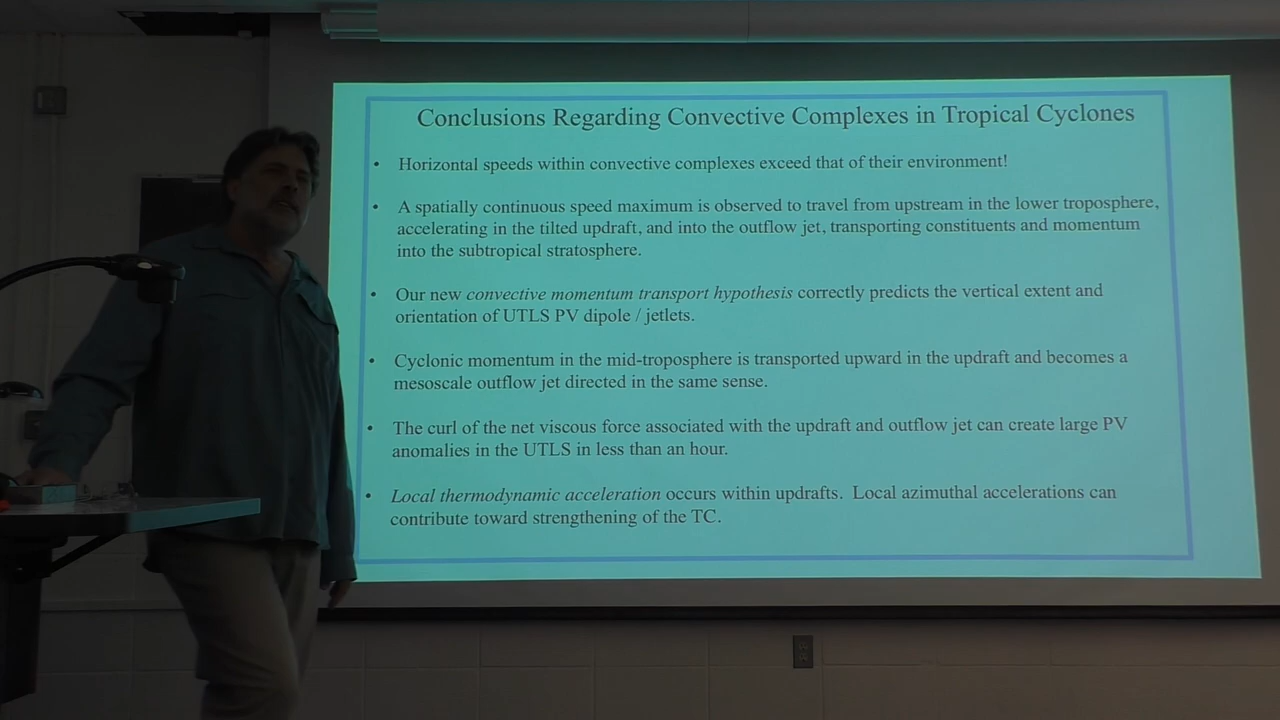 Conclusions Regarding Convective Complexes in Tropical Cyclones
• Horizontal speeds within convective complexes exceed that of their environment!
• A spatially continuous speed maximum is observed to travel from upstream in the lower troposphere,
accelerating in the tilted updraft, and into the outflow jet, transporting constituents and momentum
into the subtropical stratosphere.
• Our new convective momentum transport hypothesis correctly predicts the vertical extent and
orientation of UTLS PV dipole / jetlets.
• Cyclonic momentum in the mid-troposphere is transported upward in the updraft and becomes a
mesoscale outflow jet directed in the same sense.
• The curl of the net viscous force associated with the updraft and outflow jet can create large PV
anomalies in the UTLS in less than an hour.
• Local thermodynamic acceleration occurs within updrafts. Local azimuthal accelerations can
contribute toward strengthening of the TC.